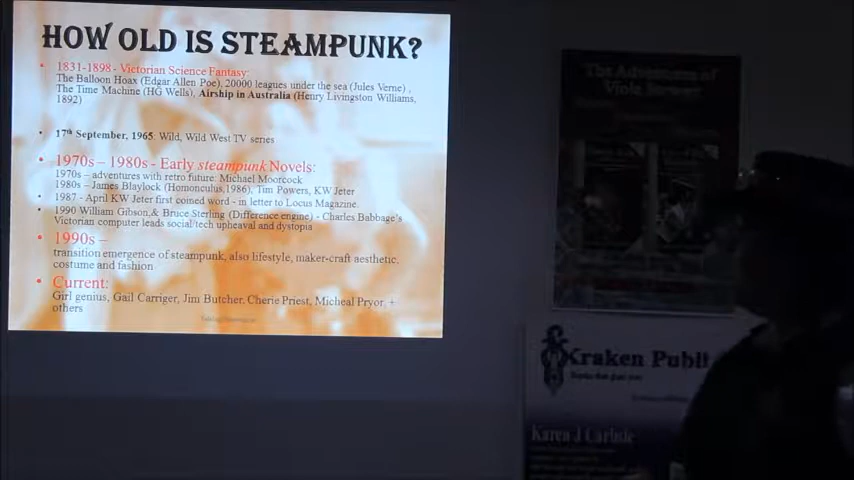 HOW OLD IS STEAMPUNK?
• 1831-1898 - Victorian Science Fantasy:
The Balloon Hoax (Edgar Allen Poe), 20000 leagues under the sea (Jules Verne) ,
The Time Machine (HG Wells), Airship in Australia (Henry Livingston Williams,
1892)
• 17th September, 1965: Wild, Wild West TV series
• 1970s – 1980s - Early steampunk Novels:
1970s – adventures with retro future: Michael Moorcock
1980s – James Blaylock (Homonculus,1986), Tim Powers, KW Jeter
• 1987 - April KW Jeter first coined word - in letter to Locus Magazine.
• 1990 William Gibson,& Bruce Sterling (Difference engine) - Charles Babbage's
Victorian computer leads social/tech upheaval and dystopia
• 1990s –
transition emergence of steampunk, also lifestyle, maker-craft aesthetic,
costume and fashion
• Current:
Girl genius, Gail Carriger, Jim Butcher, Cherie Priest, Micheal Pryor, +
others
The Adventures of
Viola Stewart
Kraken Publi
Karen J Carlisle